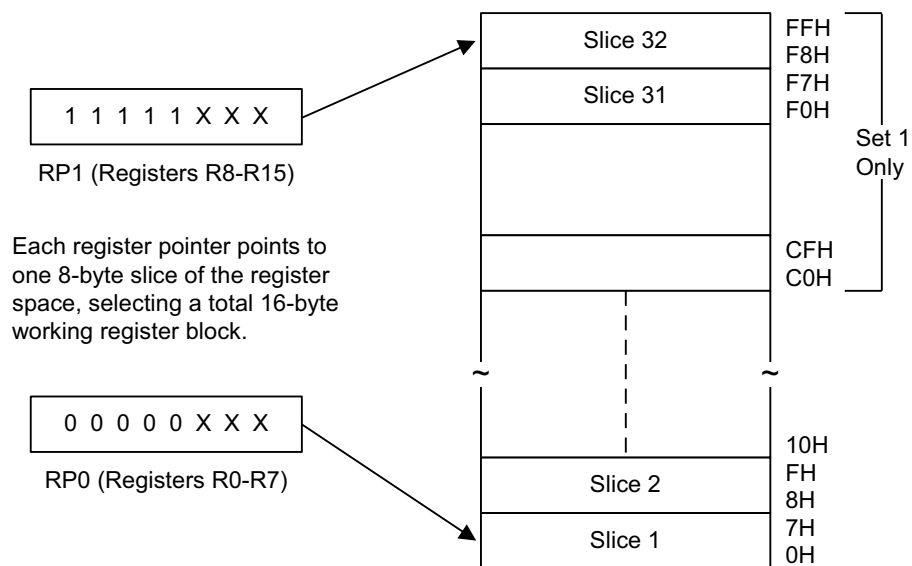 Slice 32
FFH
F8H
Slice 31
F7H
F0H
1 1 1 1 1 X X X
RP1 (Registers R8-R15)
Set 1
Only
Each register pointer points to
one 8-byte slice of the register
space, selecting a total 16-byte
working register block.
CFH
C0H
~ ~
0 0 0 0 0 X X X
RP0 (Registers R0-R7)
10H
Slice 2
FH
8H
Slice 1
7H
0H